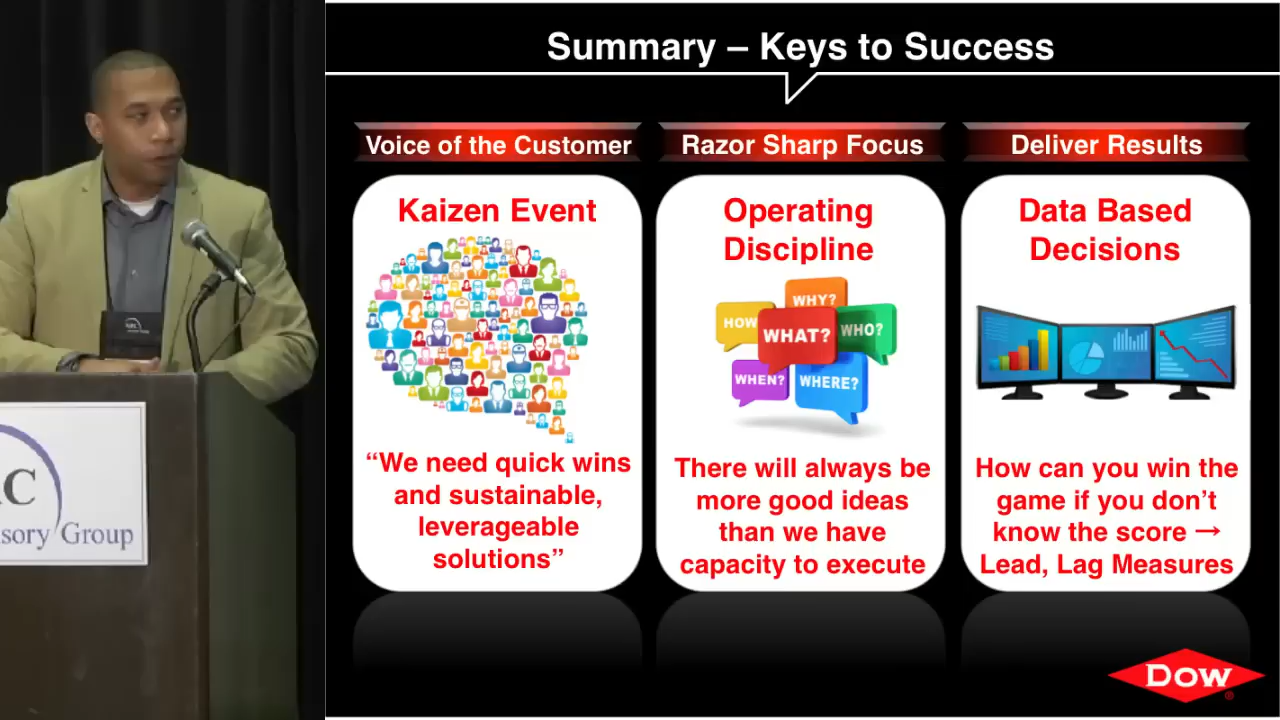 Summary – Keys to Success
Voice of the Customer
Kaizen Event
“We need quick wins
and sustainable,
leverageable
solutions”
Razor Sharp Focus
Operating
Discipline
WHY?
HOW
WHAT?
WHO?
WHEN?
WHERE?
There will always be
more good ideas
than we have
capacity to execute
Deliver Results
Data Based
Decisions
How can you win the
game if you don’t
know the score →
Lead, Lag Measures
Dow
C
sory Group